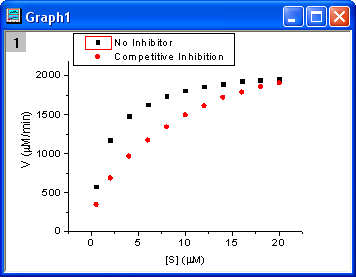 Graph1
1
No Inhibitor
Competitive Inhibition
2000
1500
1000
500
0
V (µM/min)
0 5 10 15 20
[S] (µM)